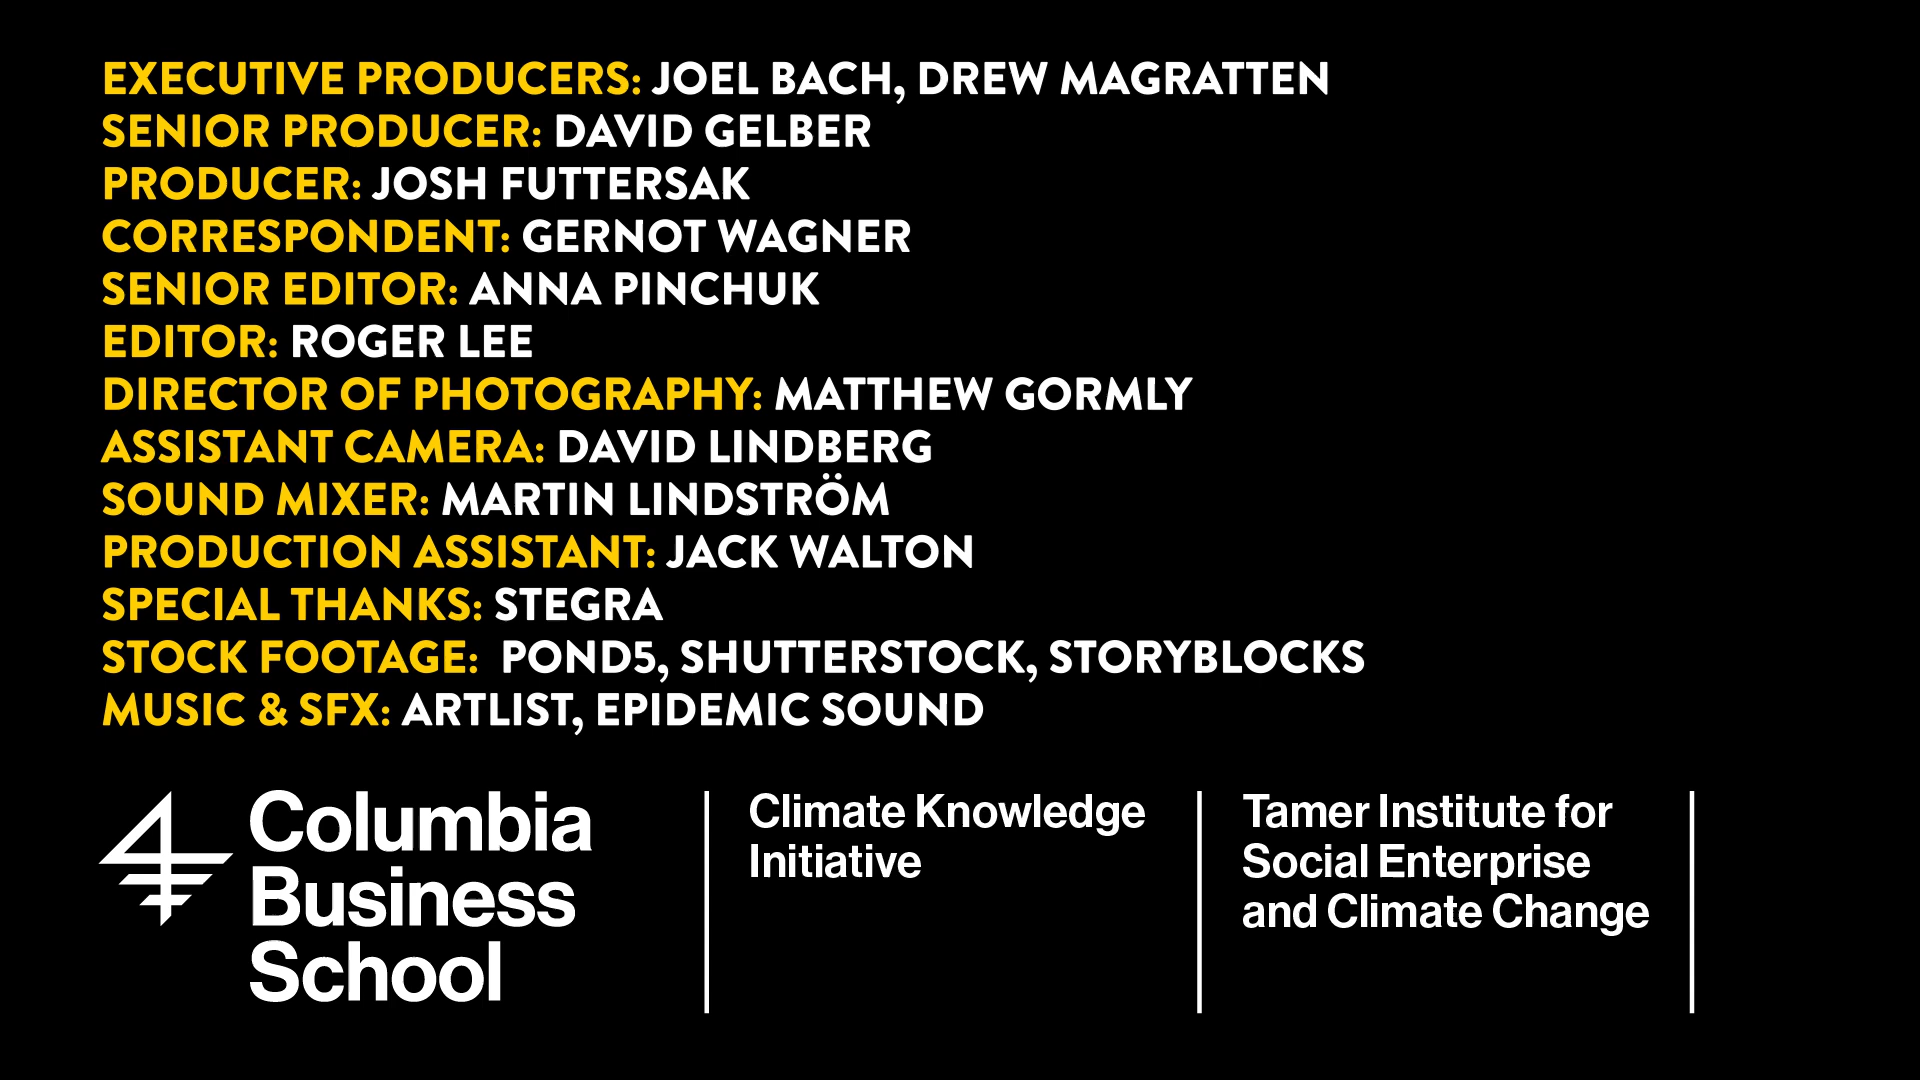 EXECUTIVE PRODUCERS: JOEL BACH, DREW MAGRATTEN
SENIOR PRODUCER: DAVID GELBER
PRODUCER: JOSH FUTTERSAK
CORRESPONDENT: GERNOT WAGNER
SENIOR EDITOR: ANNA PINCHUK
EDITOR: ROGER LEE
DIRECTOR OF PHOTOGRAPHY: MATTHEW GORMLY
ASSISTANT CAMERA: DAVID LINDBERG
SOUND MIXER: MARTIN LINDSTRÖM
PRODUCTION ASSISTANT: JACK WALTON
SPECIAL THANKS: STEGRA
STOCK FOOTAGE: POND5, SHUTTERSTOCK, STORYBLOCKS
MUSIC & SFX: ARTLIST, EPIDEMIC SOUND
Columbia
Business
School
Climate Knowledge
Initiative
Tamer Institute for
Social Enterprise
and Climate Change